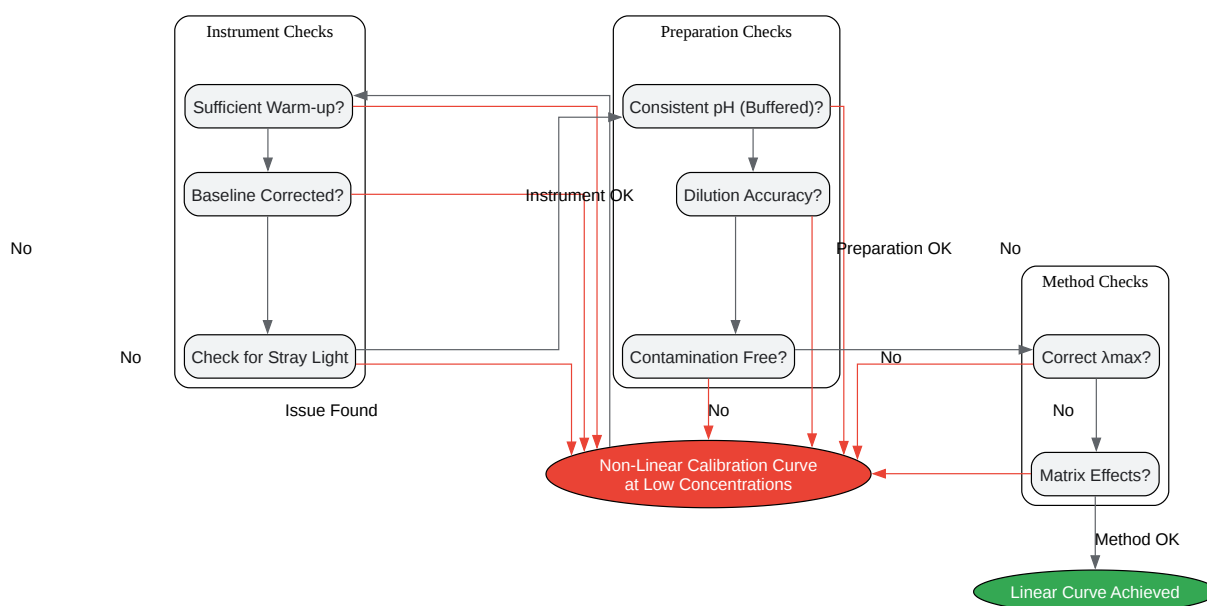 Instrument Checks
Preparation Checks
Sufficient Warm-up?
Consistent pH (Buffered)?
Baseline Corrected?
Instrument OK
Dilution Accuracy?
No
Preparation OK
No
Method Checks
No
Check for Stray Light
Contamination Free?
No
Correct λmax?
Issue Found
No
No
Non-Linear Calibration Curve
at Low Concentrations
Matrix Effects?
Method OK
Linear Curve Achieved